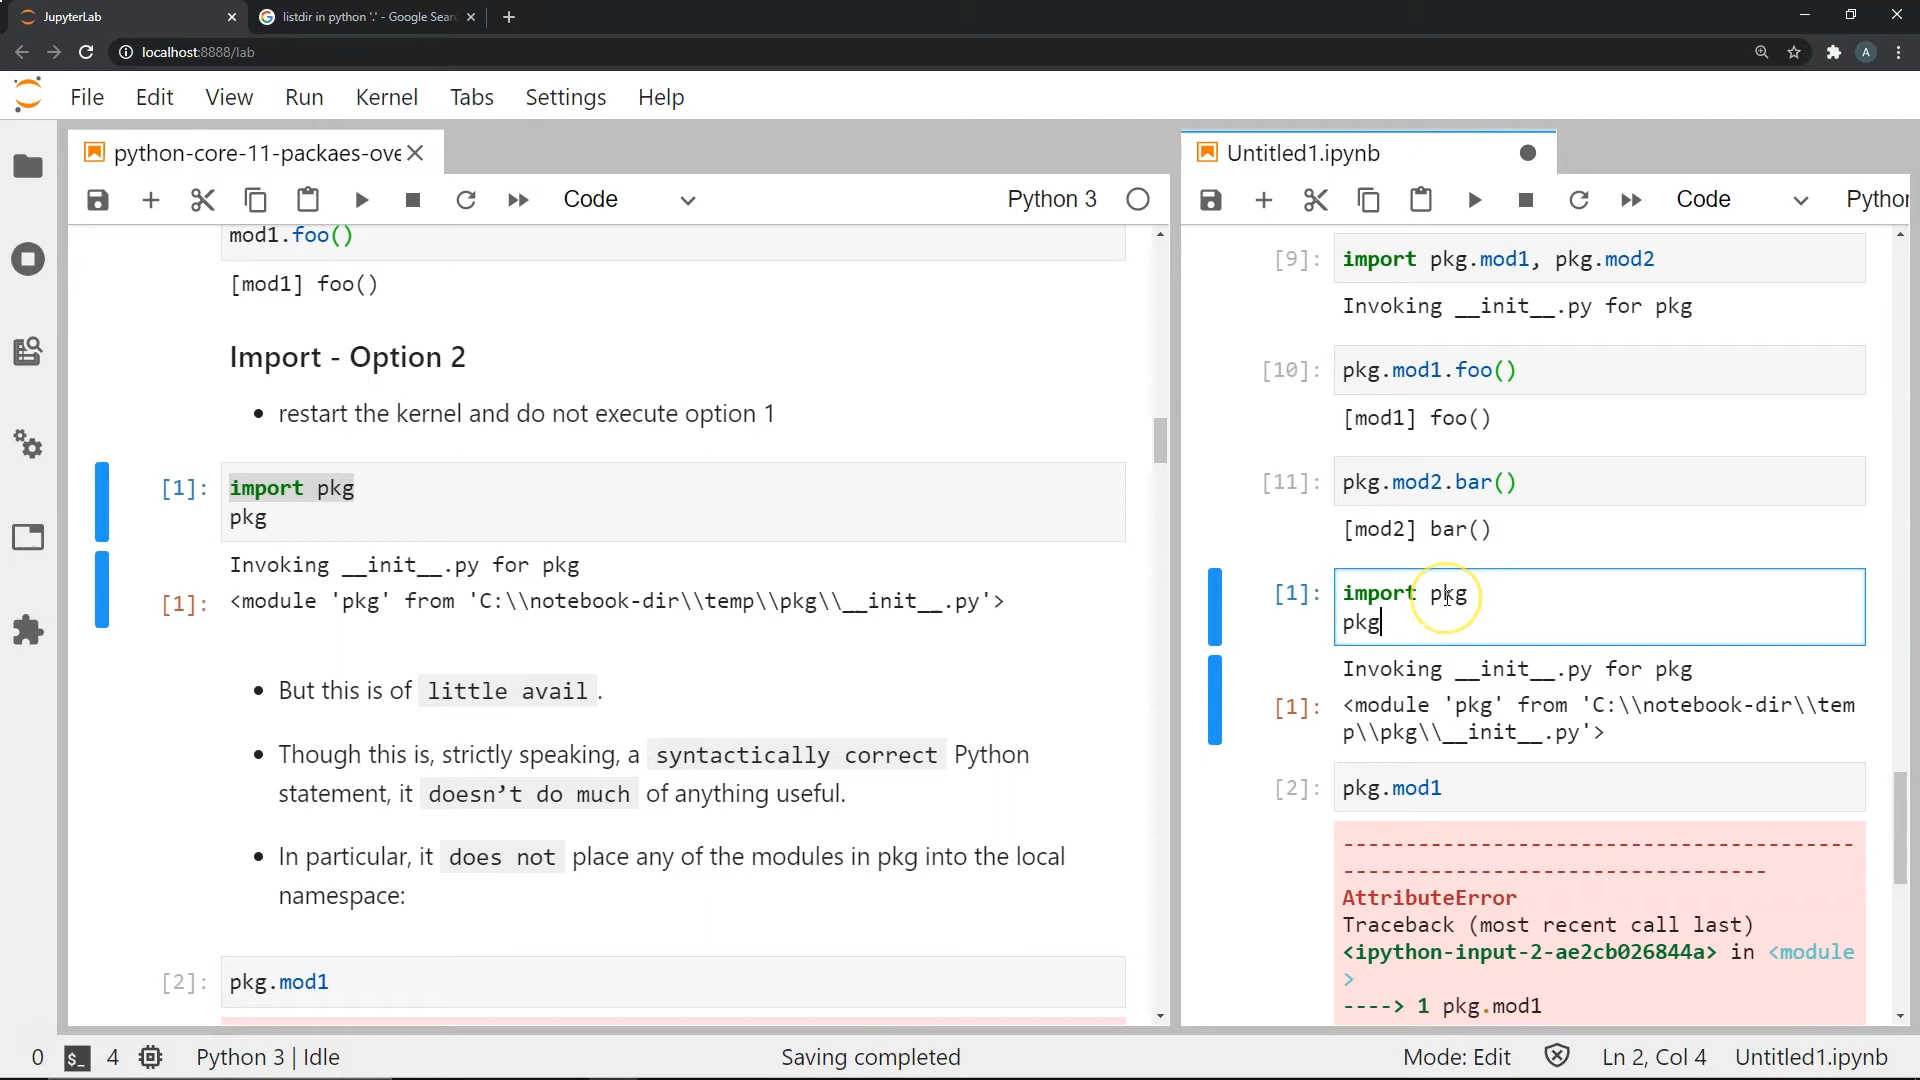 JupyterLab
listdir in python '.' - Google Sear
localhost:8888/lab
A
File Edit View Run Kernel Tabs Settings Help
python-core-11-packaes-ove
Code
Python 3
mod1.foo()
[mod1] foo()
Import - Option 2
• restart the kernel and do not execute option 1
[1]: import pkg
pkg
Invoking __init__.py for pkg
[1]: <module 'pkg' from 'C:\\notebook-dir\\temp\\pkg\\__init__.py'>
• But this is of little avail .
• Though this is, strictly speaking, a syntactically correct Python
statement, it doesn’t do much of anything useful.
• In particular, it does not place any of the modules in pkg into the local
namespace:
[2]: pkg.mod1
Untitled1.ipynb
Code
Pythor
[9]: import pkg.mod1, pkg.mod2
Invoking __init__.py for pkg
[10]: pkg.mod1.foo()
[mod1] foo()
[11]: pkg.mod2.bar()
[mod2] bar()
[1]: import pkg
pkg
Invoking __init__.py for pkg
[1]: <module 'pkg' from 'C:\\notebook-dir\\tem
p\\pkg\\__init__.py'>
[2]: pkg.mod1
-----------------------------------------
----------------------------------
AttributeError
Traceback (most recent call last)
<ipython-input-2-ae2cb026844a> in <module
>
----> 1 pkg.mod1
0 $_ 4 Python 3 | Idle
Saving completed
Mode: Edit Ln 2, Col 4 Untitled1.ipynb